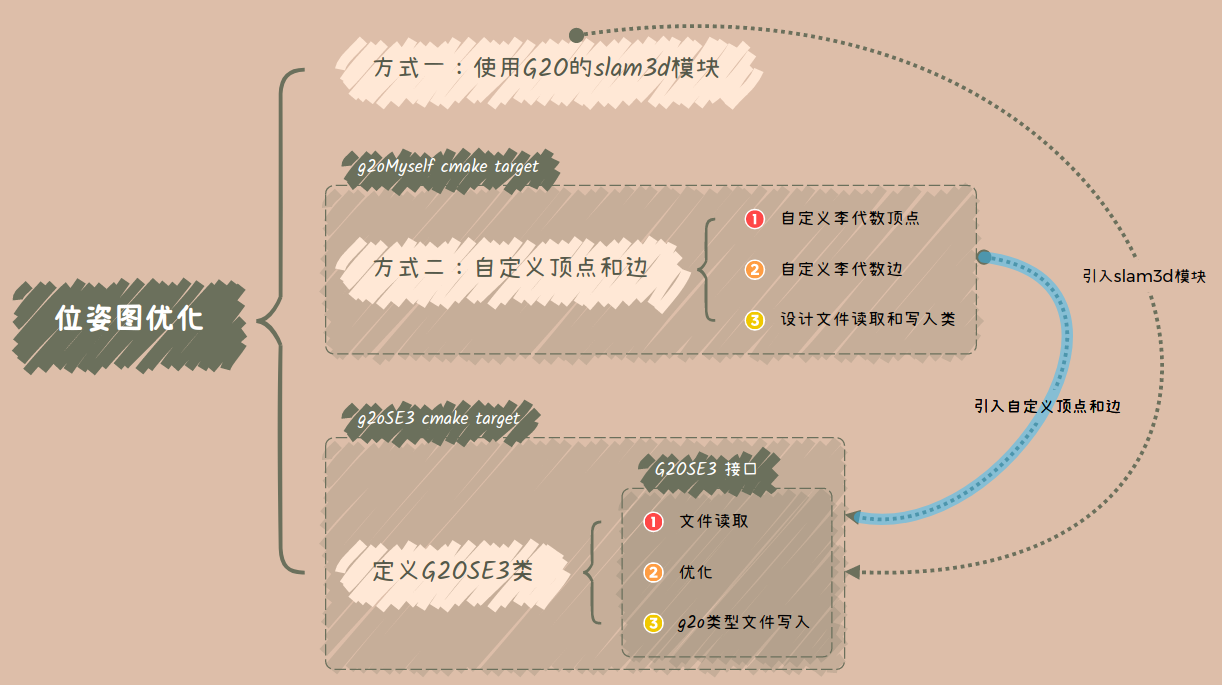 方式一：使用G2O的slam3d模块
g2oMyself cmake target
方式二：自定义顶点和边
1 自定义李代数顶点
2 自定义李代数边
3 设计文件读取和写入类
引入slam3d模块
位姿图优化
引入自定义顶点和边
g2oSE3 cmake target
G2OSE3 接口
定义G2OSE3类
1 文件读取
2 优化
3 g2o类型文件写入